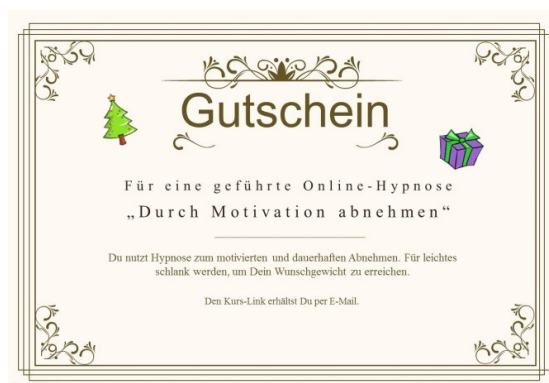 Gutschein
Für eine geführte Online-Hypnose
„Durch Motivation abnehmen“
Du nutzt Hypnose zum motivierten und dauerhaften Abnehmen. Für leichtes
schlank werden, um Dein Wunschgewicht zu erreichen.
Den Kurs-Link erhältst Du per E-Mail.